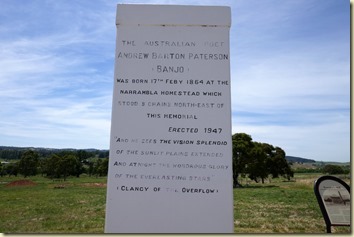 THE AUSTRALIAN POET
ANDREW BARTON PATERSON
(BANJO)
WAS BORN 17TH FEBY 1864 AT THE
NARRAMBLA HOMESTEAD WHICH
STOOD 8 CHAINS NORTH-EAST OF
THIS MEMORIAL
ERECTED 1947
"AND HE SEES THE VISION SPLENDID
OF THE SUNLIT PLAINS EXTENDED
AND AT NIGHT THE WONDROUS GLORY
OF THE EVERLASTING STARS
(CLANCY OF THE OVERFLOW)